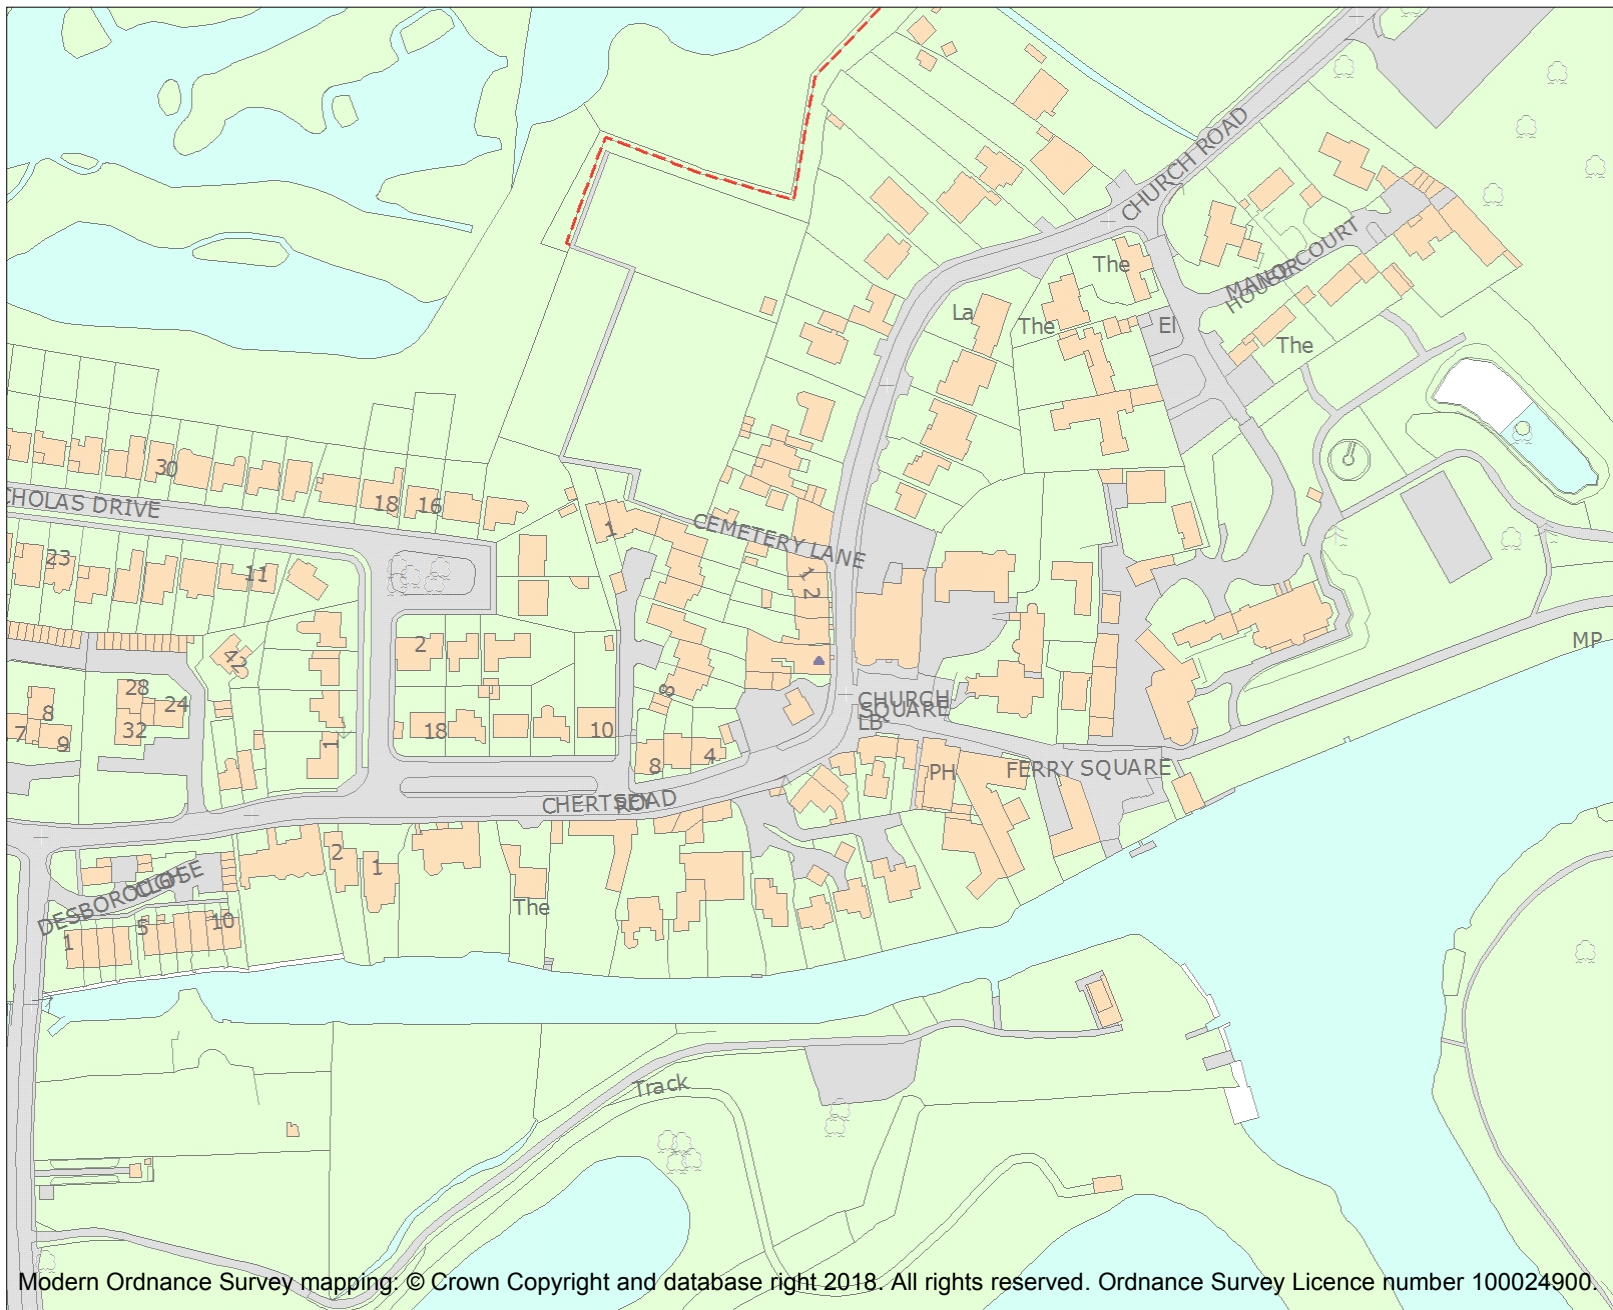 CHURCH ROAD
MANOR
HOUSE COURT
The
La
The
El
The
30
18
16
CHOLAS DRIVE
1
CEMETERY LANE
23
11
1
2
2
42
MP
28
24
8
8
32
7
9
18
10
1
CHURCH
SQUARE
LB
8
4
PH
FERRY SQUARE
CHERTSEY
ROAD
2
1
DESBOROUGH
CLOSE
The
1
5
10
Track
Modern Ordnance Survey mapping: © Crown Copyright and database right 2018. All rights reserved. Ordnance Survey Licence number 100024900.